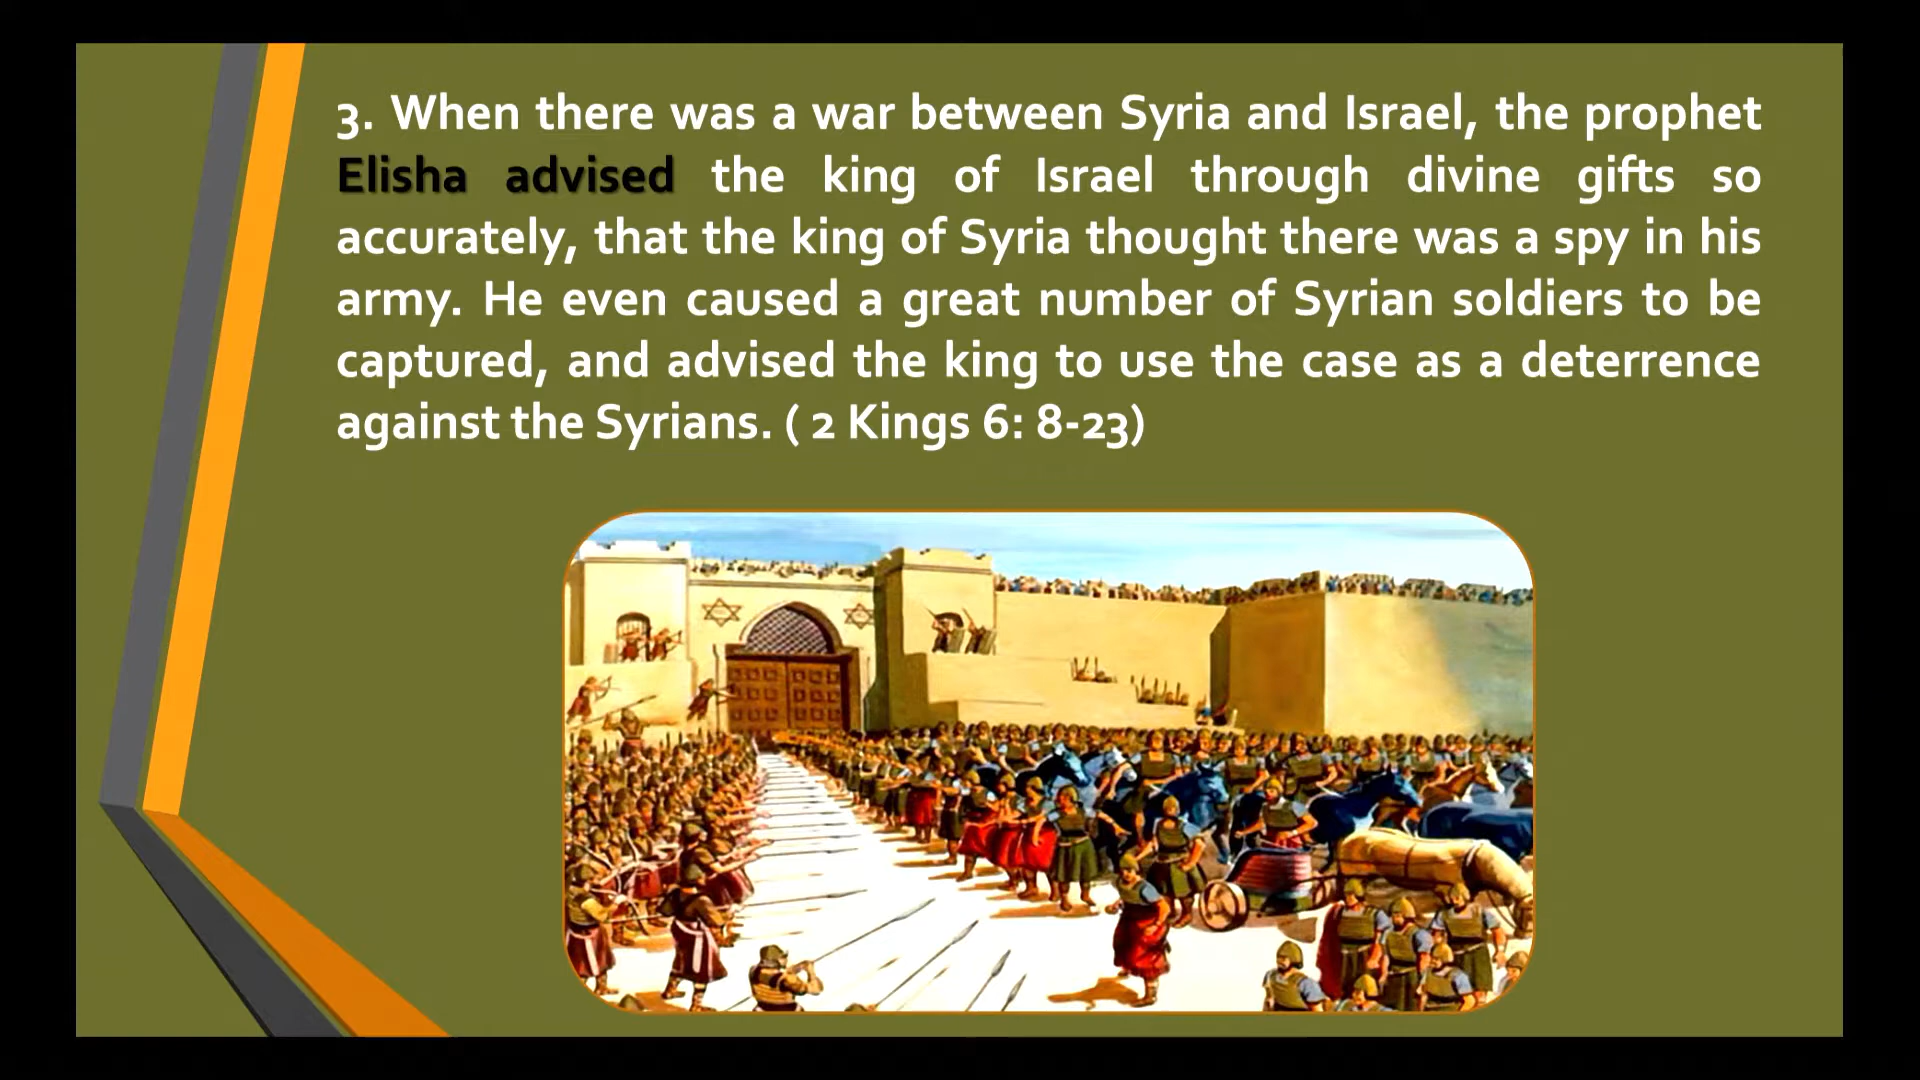 3. When there was a war between Syria and Israel, the prophet
Elisha advised the king of Israel through divine gifts so
accurately, that the king of Syria thought there was a spy in his
army. He even caused a great number of Syrian soldiers to be
captured, and advised the king to use the case as a deterrence
against the Syrians. ( 2 Kings 6: 8-23)